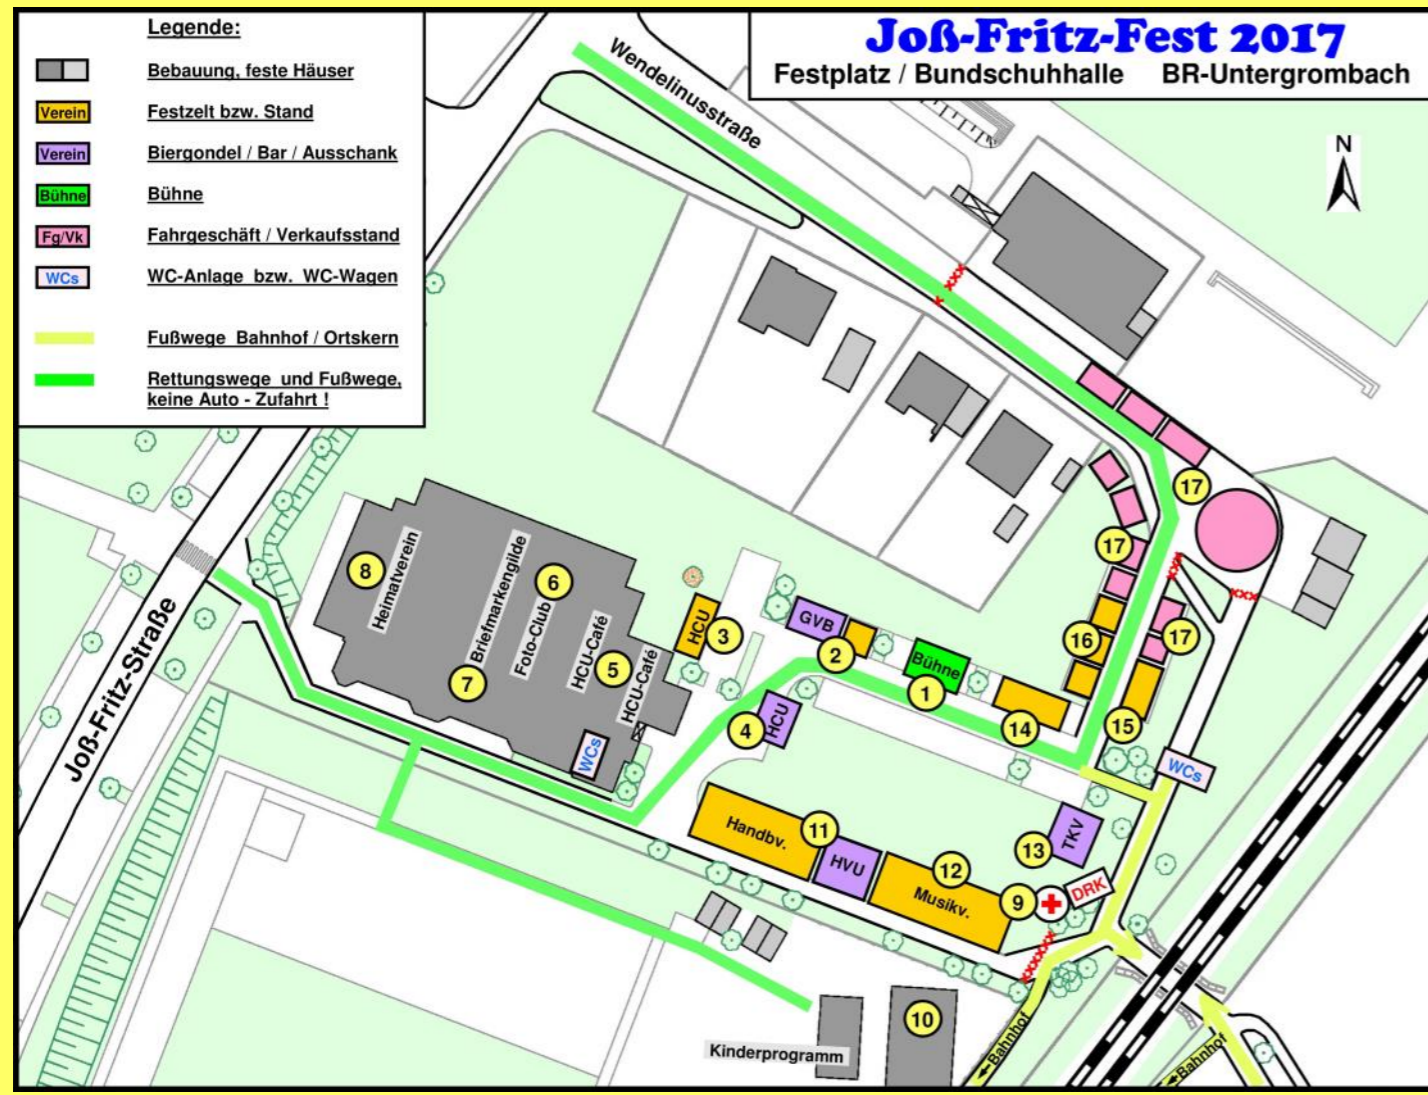 Legende:
Bebauung, feste Häuser
Verein
Festzelt bzw. Stand
Verein
Biergondel / Bar / Ausschank
Bühne
Bühne
Fg/Vk
Fahrgeschäft / Verkaufsstand
WCs
WC-Anlage bzw. WC-Wagen
Fußwege Bahnhof / Ortskern
Rettungswege und Fußwege,
keine Auto - Zufahrt !
Joß-Fritz-Fest 2017
Festplatz / Bundschuhhalle BR-Untergrombach
N
Wendelinusstraße
Joß-Fritz-Straße
17
17
16
17
15
14
8
Heimatverein
Briefmarkengilde
7
6
Foto-Club
HCU-Café
5
HCU-Café
WCs
HCU
3
GVB
2
Bühne
1
4
HCU
WCs
Handbv.
11
HVU
12
Musikv.
13
TKV
9
DRK
10
Kinderprogramm
Bahnhof
Bahnhof